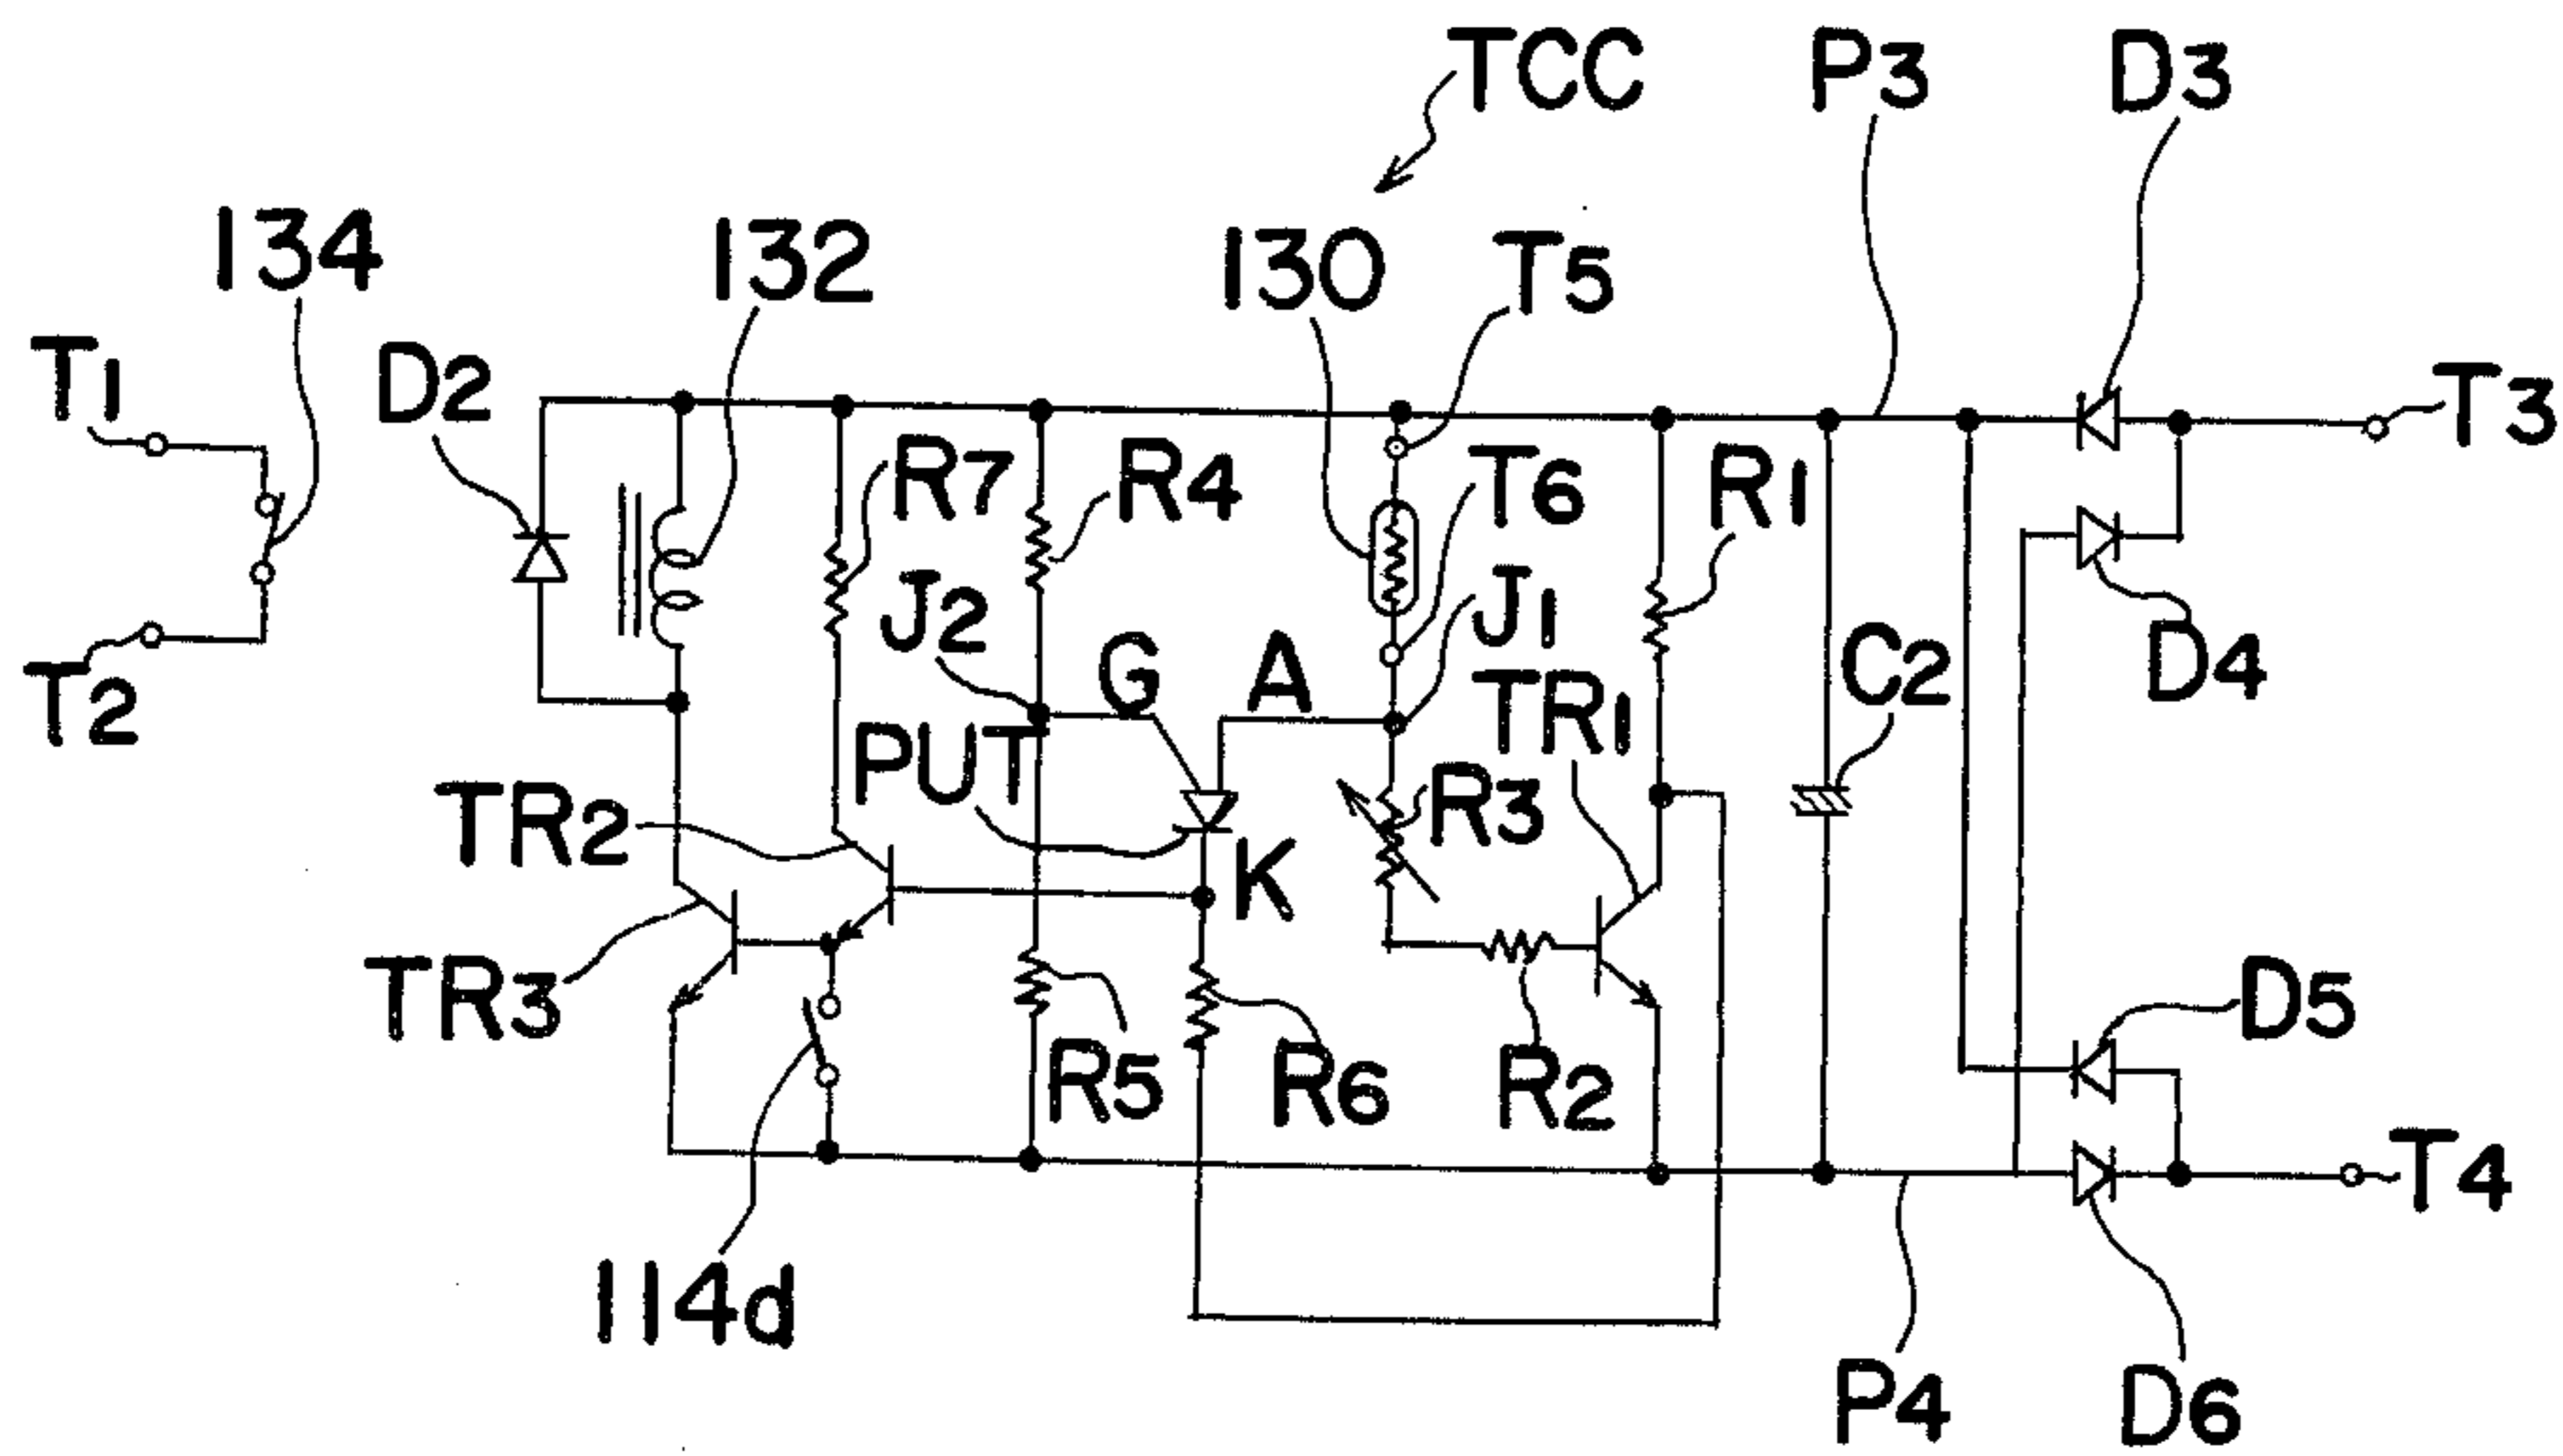 TCC
P3
D3
134
132
130
T5
T1
D2
T3
R7
R4
T6
R1
J2
J1
G
A
C2
D4
T2
PUT
TR1
TR2
R3
K
TR3
D5
R5
R6
R2
T4
114d
P4
D6